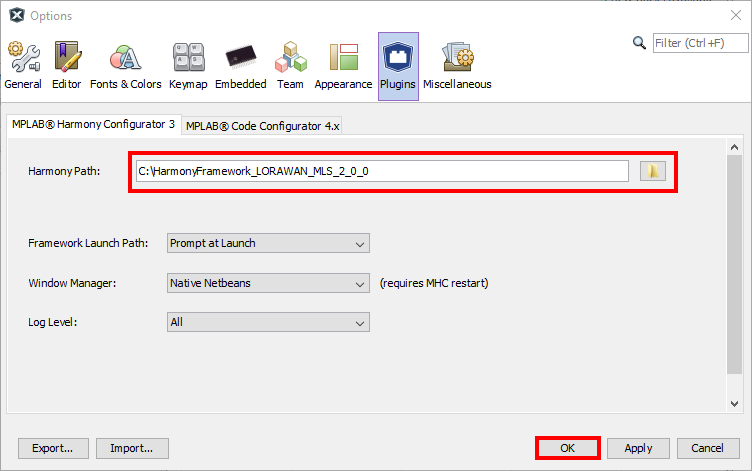 Options
Filter (Ctrl+F)
General Editor Fonts & Colors Keymap Embedded Team Appearance Plugins Miscellaneous
MPLAB® Harmony Configurator 3 MPLAB® Code Configurator 4.x
Harmony Path: C:\HarmonyFramework_LORAWAN_MLS_2_0_0
Framework Launch Path: Prompt at Launch
Window Manager: Native Netbeans (requires MHC restart)
Log Level: All
Export... Import... OK Apply Cancel